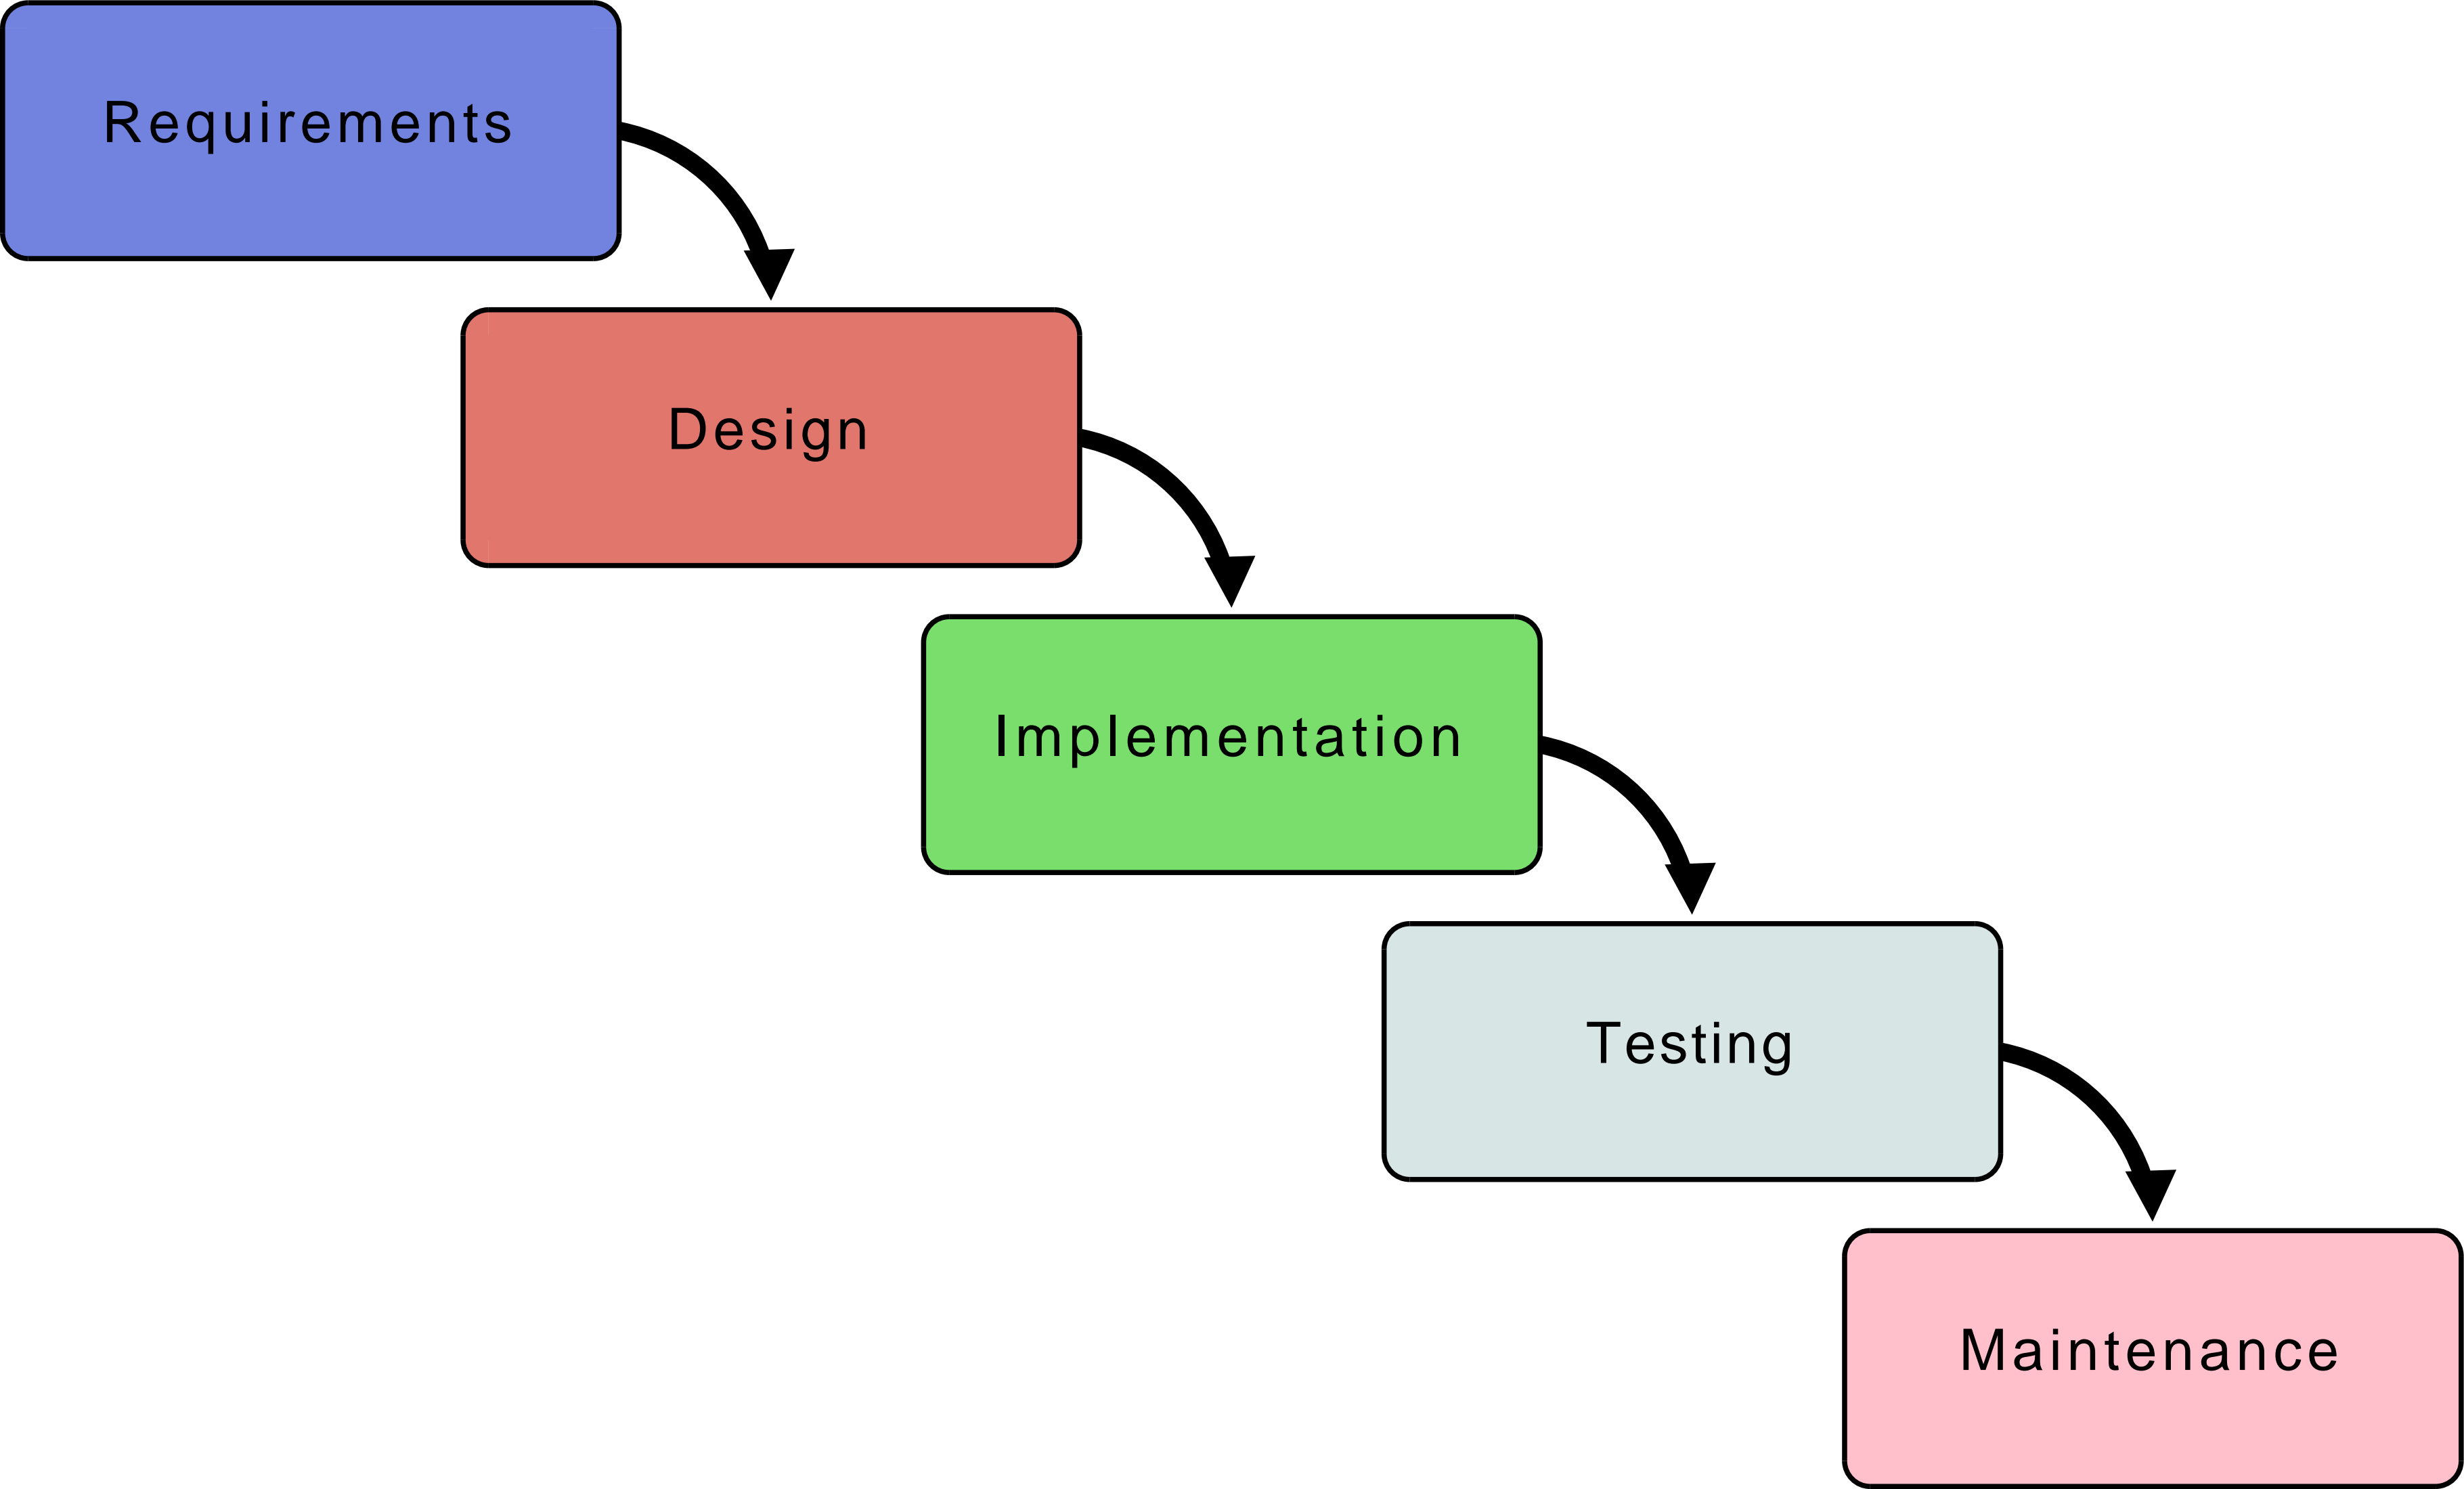 Requirements
Design
Implementation
Testing
Maintenance